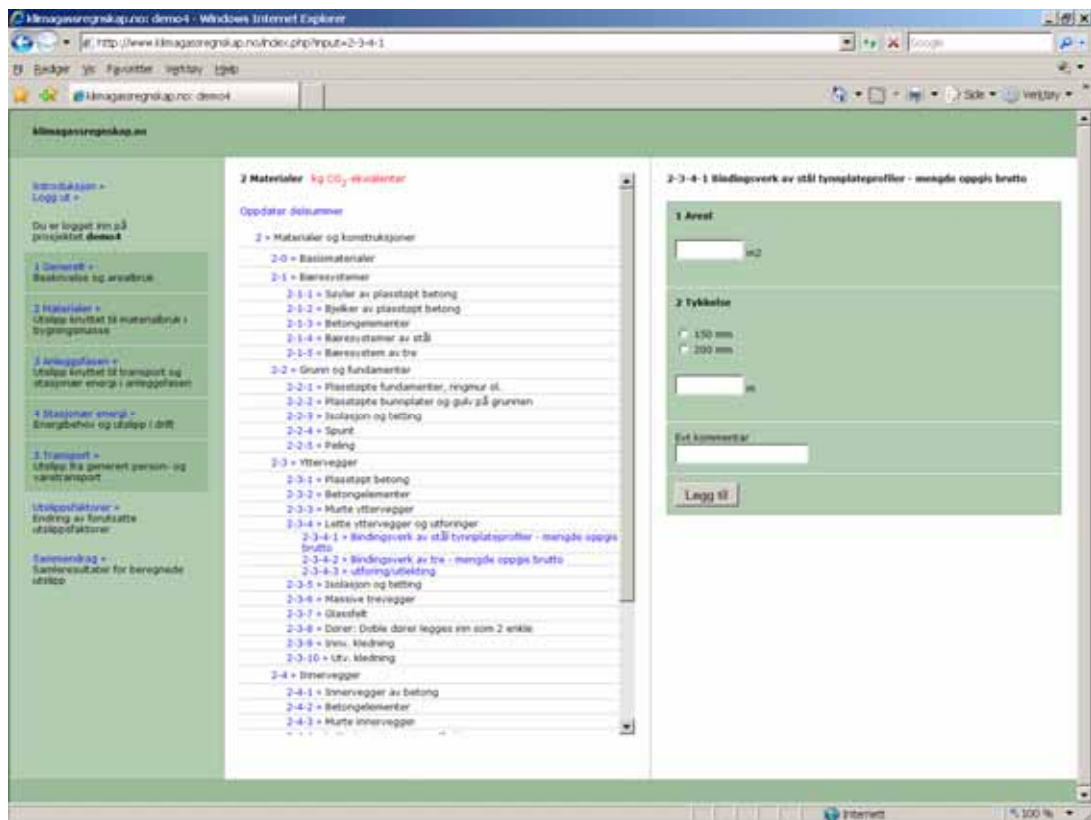 klimagassregnskap.no: demo4 - Windows Internet Explorer
http://www.klimagassregnskap.no/index.php?input=2-3-4-1
Google
Rediger Vis Favoritter Verktøy Hjelp
klimagassregnskap.no: demo4
Side Verktøy
klimagassregnskap.no
Introduksjon »
Logg ut »
Du er logget inn på
prosjektet demo4
1 Generelt »
Beskrivelse og arealbruk
2 Materialer »
Utslipp knyttet til materialbruk i
bygningsmasse
3 Anleggsfasen »
Utslipp knyttet til transport og
stasjonær energi i anleggsfasen
4 Stasjonær energi »
Energibehov og utslipp i drift
5 Transport »
Utslipp fra generert person- og
varetransport
Utslippsfaktorer »
Endring av forutsatte
utslippsfaktorer
Sammendrag »
Samleresultater for beregnede
utslipp
2 Materialer kg CO2-ekvivalenter
Oppdater delsummer
2 » Materialer og konstruksjoner
2-0 » Basismaterialer
2-1 » Bæresystemer
2-1-1 » Søyler av plasstøpt betong
2-1-2 » Bjelker av plasstøpt betong
2-1-3 » Betongelementer
2-1-4 » Bæresystemer av stål
2-1-5 » Bæresystem av tre
2-2 » Grunn og fundamenter
2-2-1 » Plasstøpte fundamenter, ringmur ol.
2-2-2 » Plasstøpte bunnplater og gulv på grunnen
2-2-3 » Isolasjon og tetting
2-2-4 » Spunt
2-2-5 » Peling
2-3 » Yttervegger
2-3-1 » Plasstøpt betong
2-3-2 » Betongelementer
2-3-3 » Murte yttervegger
2-3-4 » Lette yttervegger og utforinger
2-3-4-1 » Bindingsverk av stål tynnplateprofiler - mengde oppgis
brutto
2-3-4-2 » Bindingsverk av tre - mengde oppgis brutto
2-3-4-3 » utforing/utlekting
2-3-5 » Isolasjon og tetting
2-3-6 » Massive trevegger
2-3-7 » Glassfelt
2-3-8 » Dører: Doble dører legges inn som 2 enkle
2-3-9 » Innv. kledning
2-3-10 » Utv. kledning
2-4 » Innervegger
2-4-1 » Innervegger av betong
2-4-2 » Betongelementer
2-4-3 » Murte innervegger
2-3-4-1 Bindingsverk av stål tynnplateprofiler - mengde oppgis brutto
1 Areal
m2
2 Tykkelse
150 mm
200 mm
m
Evt kommentar
Legg til
Internett
100 %